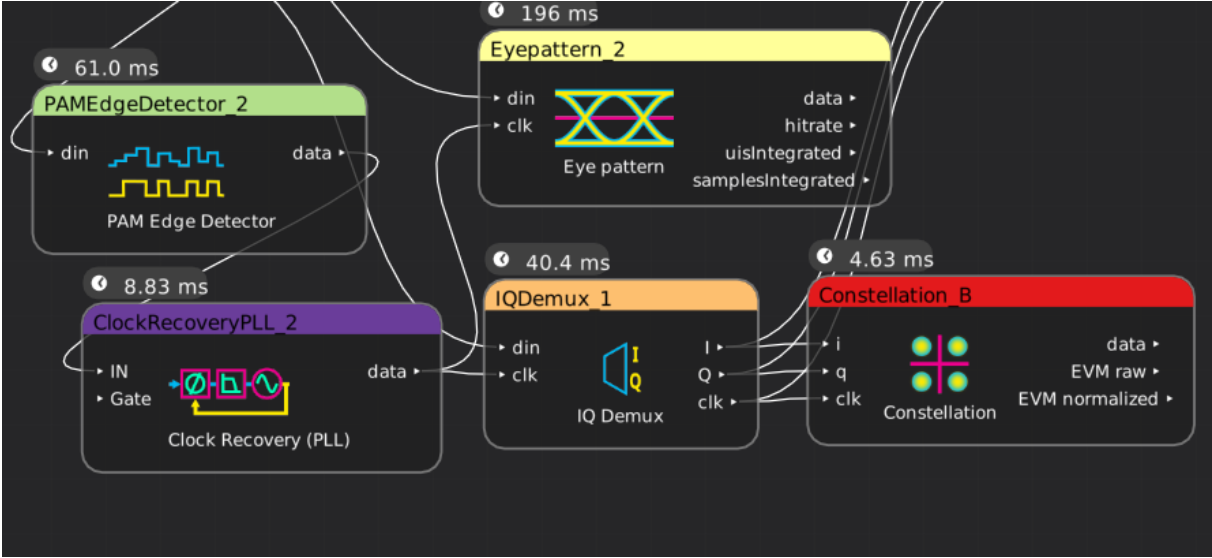 196 ms
Eyepattern_2
din
clk
Eye pattern
data
hitrate
uisIntegrated
samplesIntegrated
61.0 ms
PAMEdgeDetector_2
din
data
PAM Edge Detector
8.83 ms
ClockRecoveryPLL_2
IN
Gate
data
Clock Recovery (PLL)
40.4 ms
IQDemux_1
din
clk
I
Q
IQ Demux
I
Q
clk
4.63 ms
Constellation_B
i
q
clk
Constellation
data
EVM raw
EVM normalized